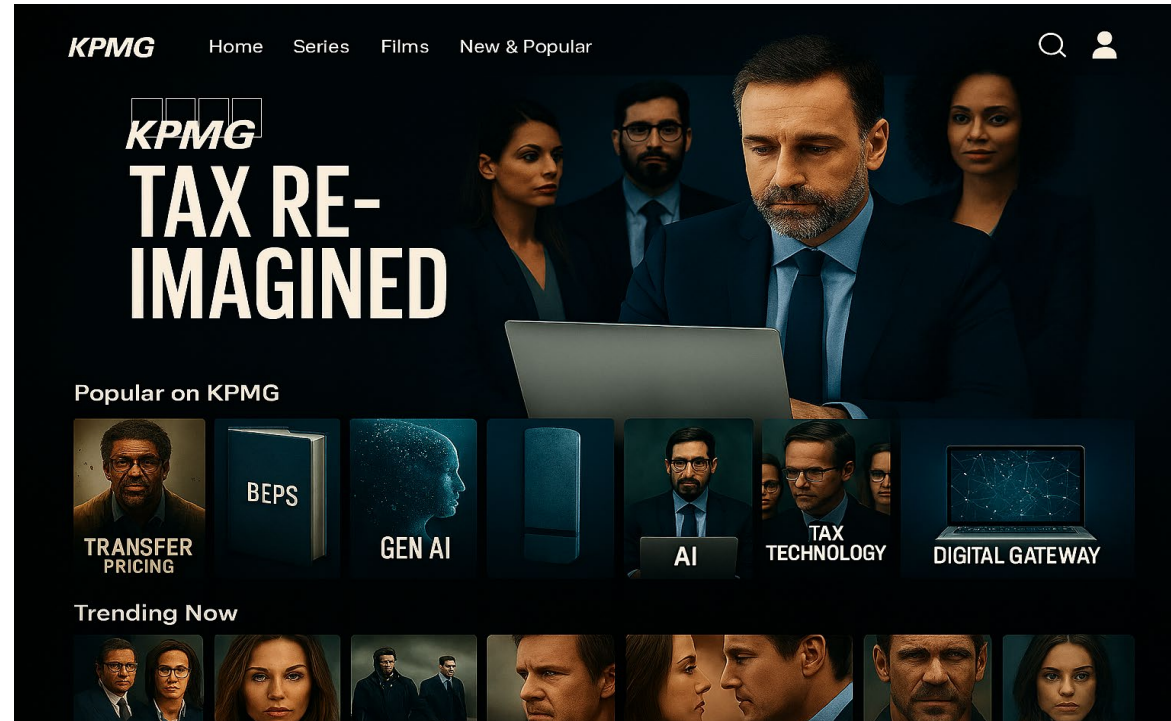 KPMG Home Series Films New & Popular
KPMG
TAX RE-
IMAGINED
Popular on KPMG
TRANSFER
PRICING
BEPS
GEN AI
AI
TAX
TECHNOLOGY
DIGITAL GATEWAY
Trending Now